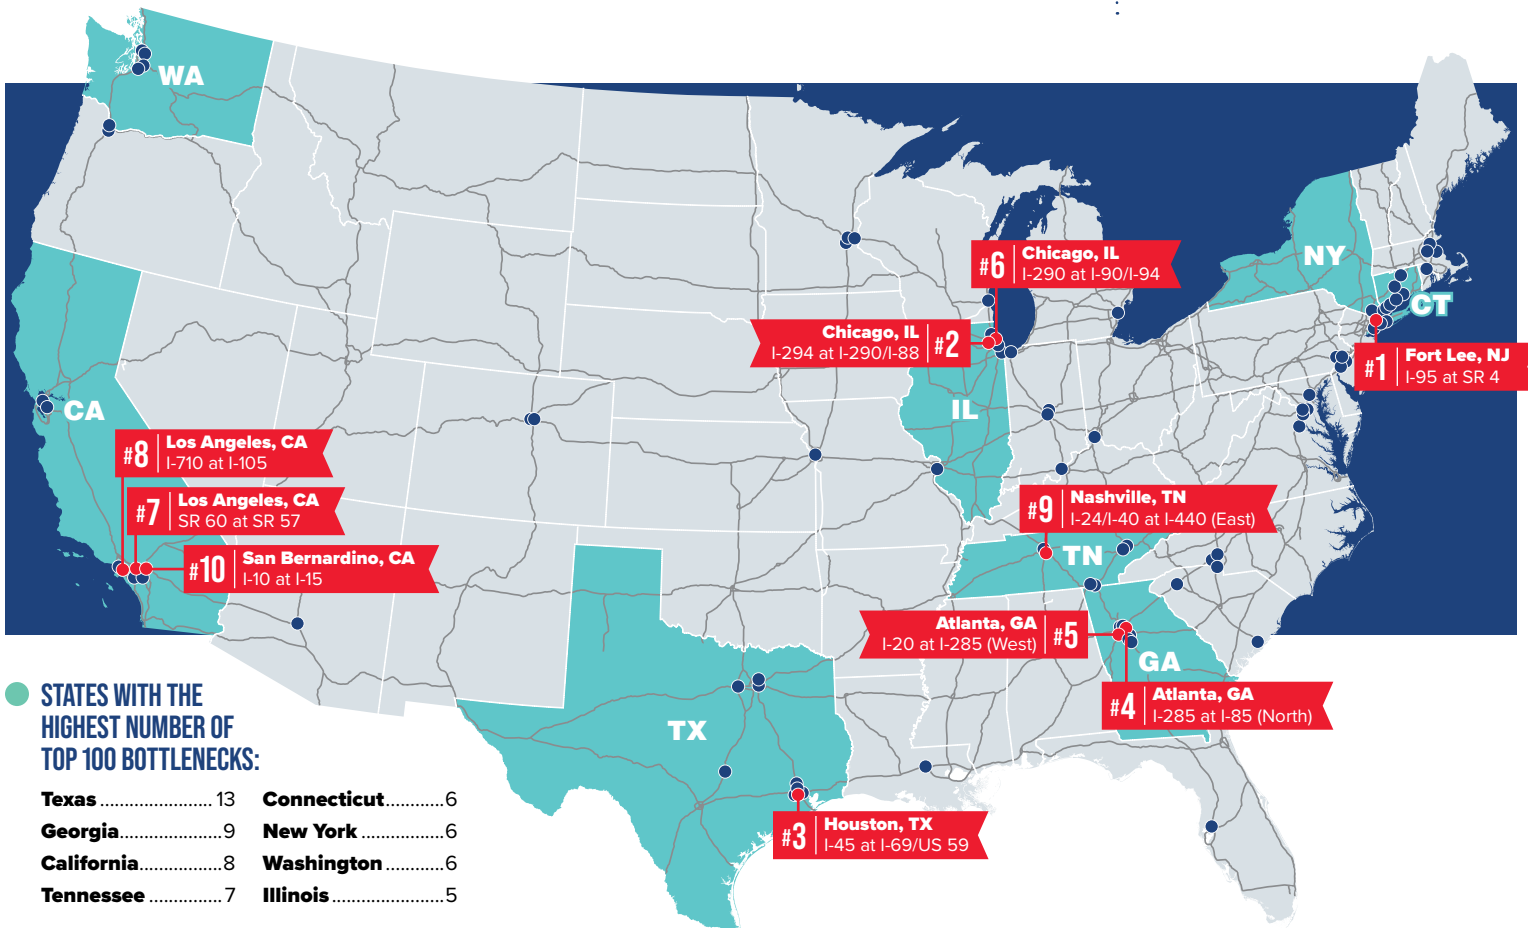 WA
NY
CT
#6
Chicago, IL
I-290 at I-90/I-94
Chicago, IL
I-294 at I-290/I-88
#2
#1
Fort Lee, NJ
I-95 at SR 4
CA
IL
#8
Los Angeles, CA
I-710 at I-105
#7
Los Angeles, CA
SR 60 at SR 57
#10
San Bernardino, CA
I-10 at I-15
#9
Nashville, TN
I-24/I-40 at I-440 (East)
TN
Atlanta, GA
I-20 at I-285 (West)
#5
GA
#4
Atlanta, GA
I-285 at I-85 (North)
TX
#3
Houston, TX
I-45 at I-69/US 59
STATES WITH THE
HIGHEST NUMBER OF
TOP 100 BOTTLENECKS:
Texas ...................... 13
Georgia.....................9
California...................8
Tennessee ...............7
Connecticut...........6
New York ................6
Washington ...........6
Illinois .....................5